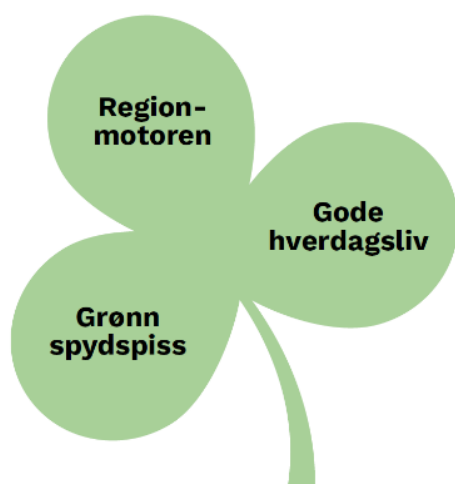 Region-
motoren
Gode
hverdagsliv
Grønn
spydspiss